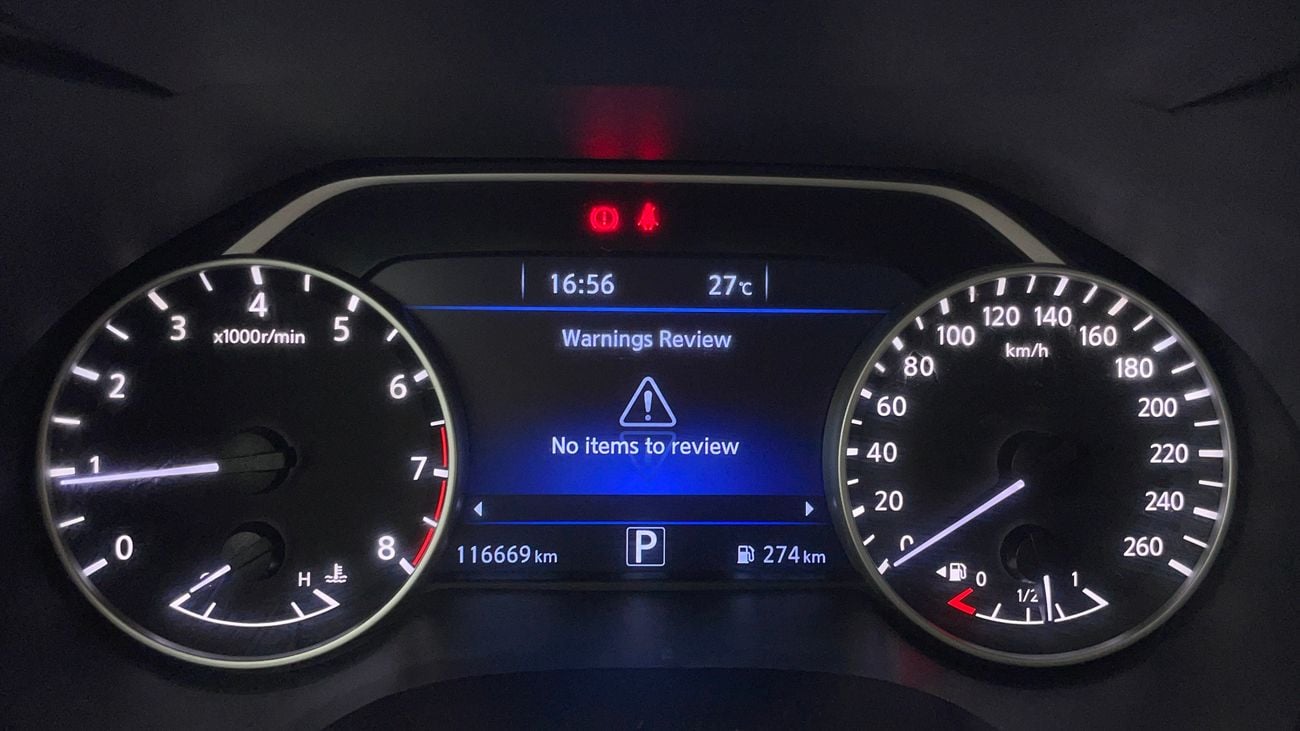 16:56 27°C
Warnings Review
No items to review
116669 km P 274 km
0 1 2 3 4 5 6 7 8
x1000r/min
H
0 20 40 60 80 100 120 140 160 180 200 220 240 260
km/h
0 1/2 1